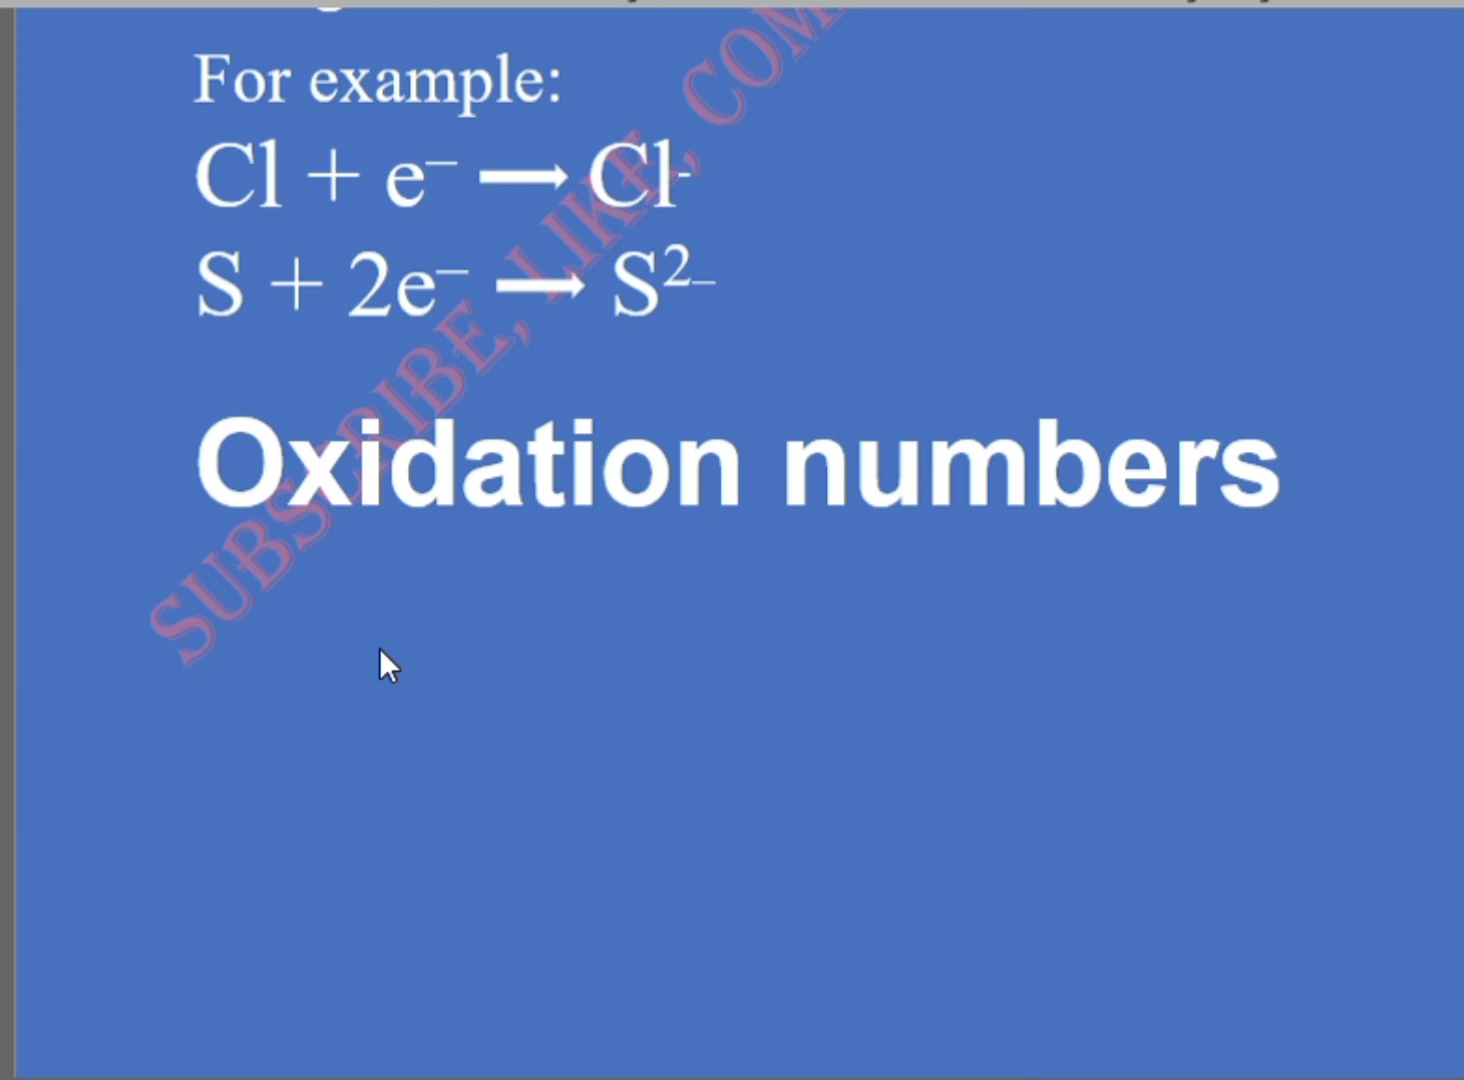 For example:
Cl + e⁻ → Cl⁻
S + 2e⁻ → S²⁻
Oxidation numbers
SUBSCRIBE, LIKE, COM